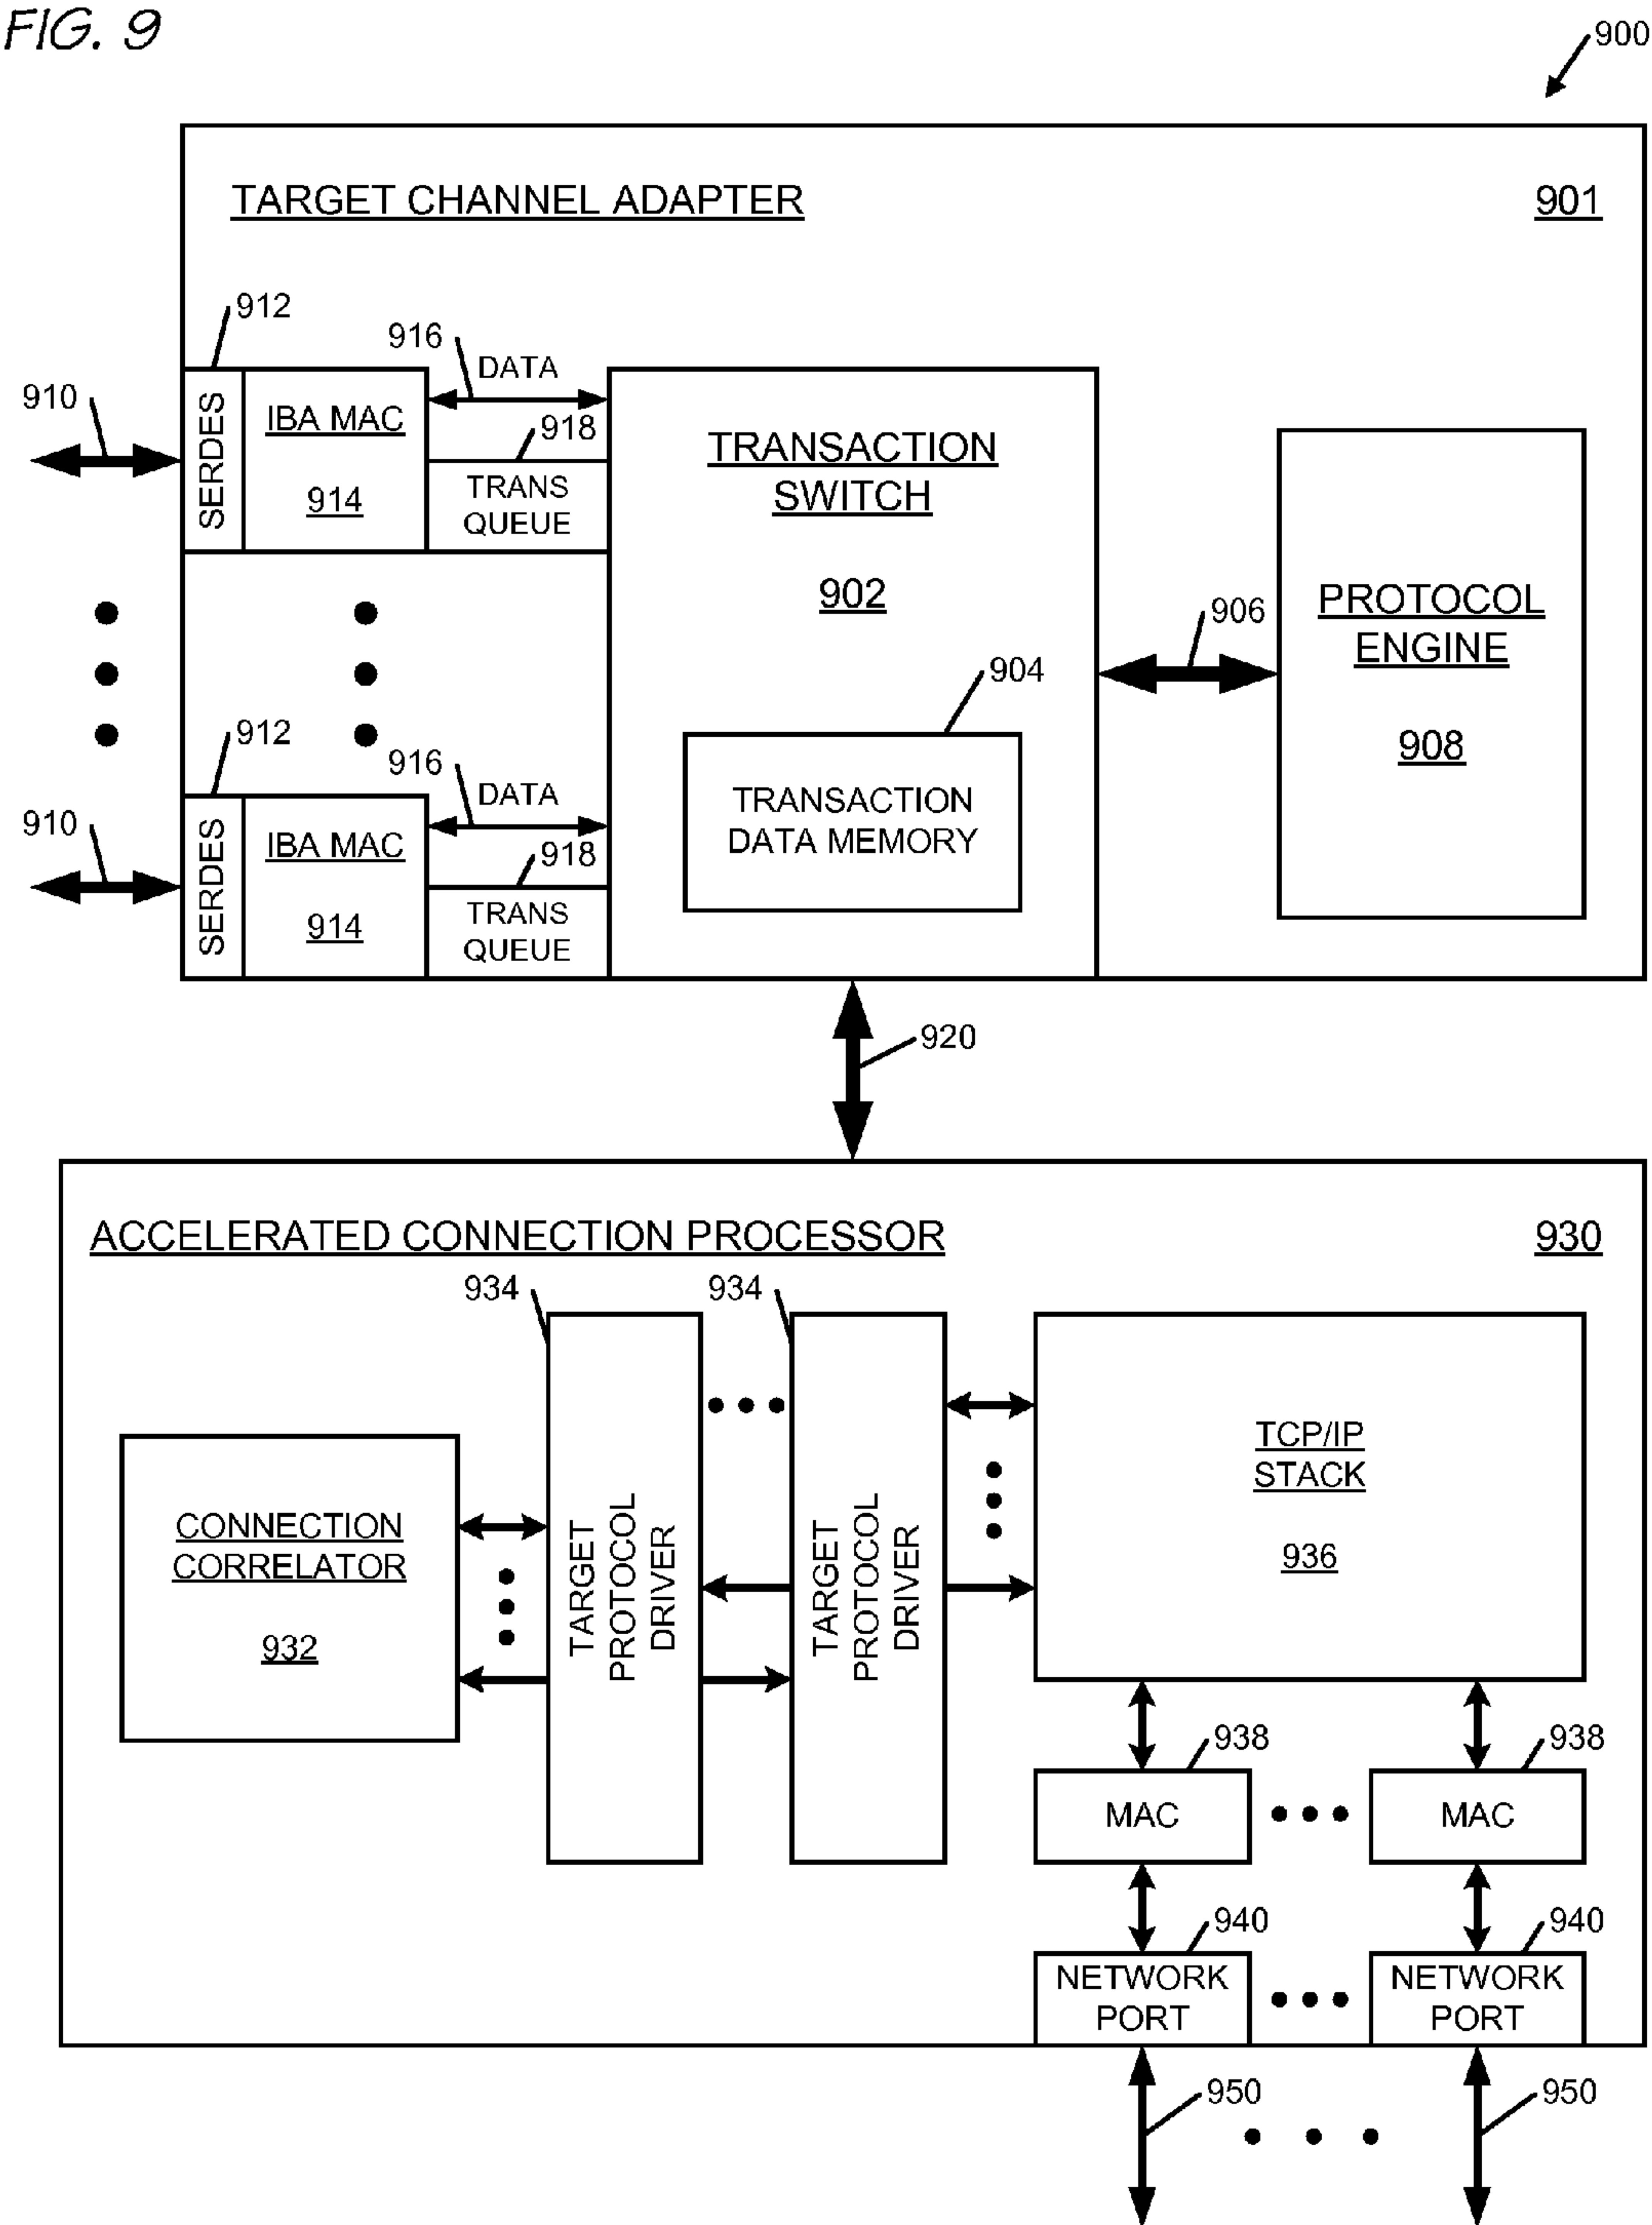 FIG. 9
900
TARGET CHANNEL ADAPTER
901
912
916
DATA
910
SERDES
IBA MAC
914
918
TRANS
QUEUE
TRANSACTION
SWITCH
902
904
TRANSACTION
DATA MEMORY
906
PROTOCOL
ENGINE
908
912
916
DATA
910
SERDES
IBA MAC
914
918
TRANS
QUEUE
920
ACCELERATED CONNECTION PROCESSOR
930
934
934
CONNECTION
CORRELATOR
932
TARGET
PROTOCOL
DRIVER
TARGET
PROTOCOL
DRIVER
TCP/IP
STACK
936
938
938
MAC
MAC
940
940
NETWORK
PORT
NETWORK
PORT
950
950